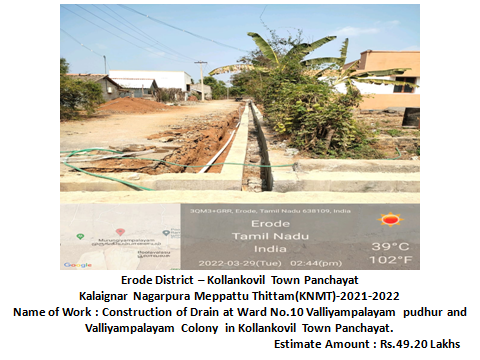 3QM3+GRR, Erode, Tamil Nadu 638109, India
Erode
Tamil Nadu
India
2022-03-29(Tue) 02:44(pm)
39°C
102°F
Murungaiyampalayam
Google
Erode District – Kollankovil Town Panchayat
Kalaignar Nagarpura Meppattu Thittam(KNMT)-2021-2022
Name of Work : Construction of Drain at Ward No.10 Valliyampalayam pudhur and
Valliyampalayam Colony in Kollankovil Town Panchayat.
Estimate Amount : Rs.49.20 Lakhs